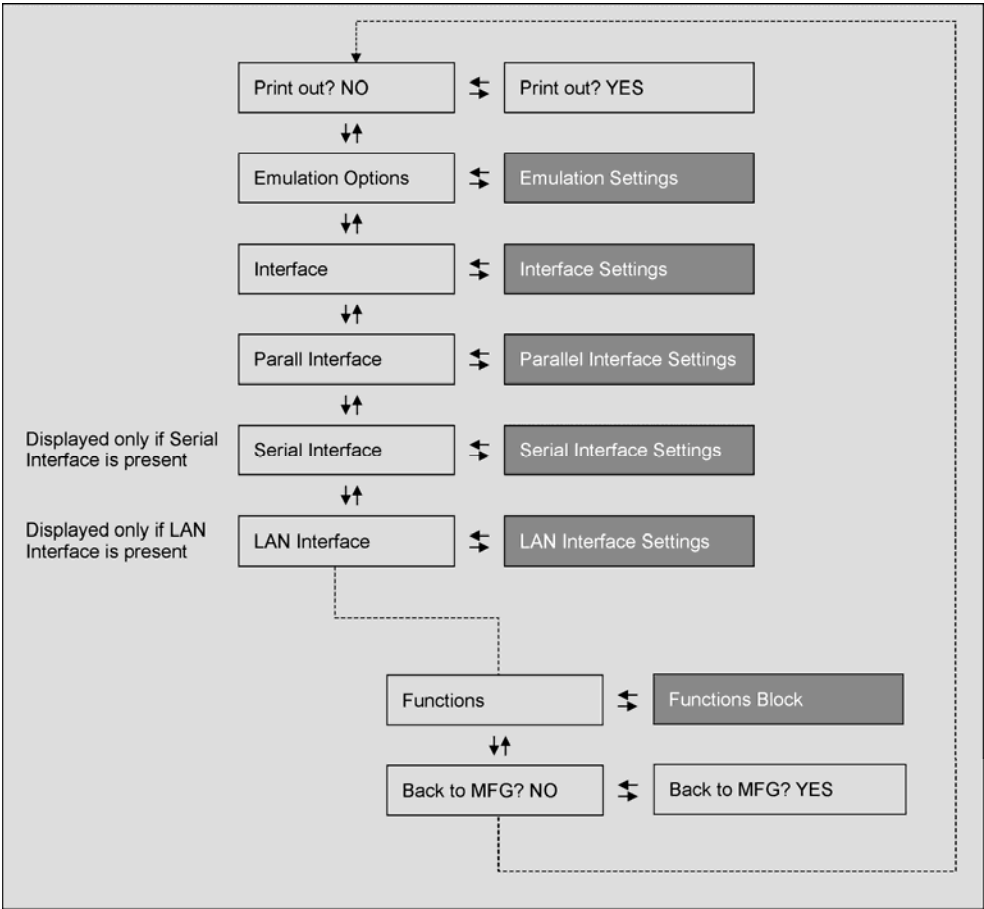 Print out? NO
Print out? YES
Emulation Options
Emulation Settings
Interface
Interface Settings
Parall Interface
Parallel Interface Settings
Displayed only if Serial
Interface is present
Serial Interface
Serial Interface Settings
Displayed only if LAN
Interface is present
LAN Interface
LAN Interface Settings
Functions
Functions Block
Back to MFG? NO
Back to MFG? YES